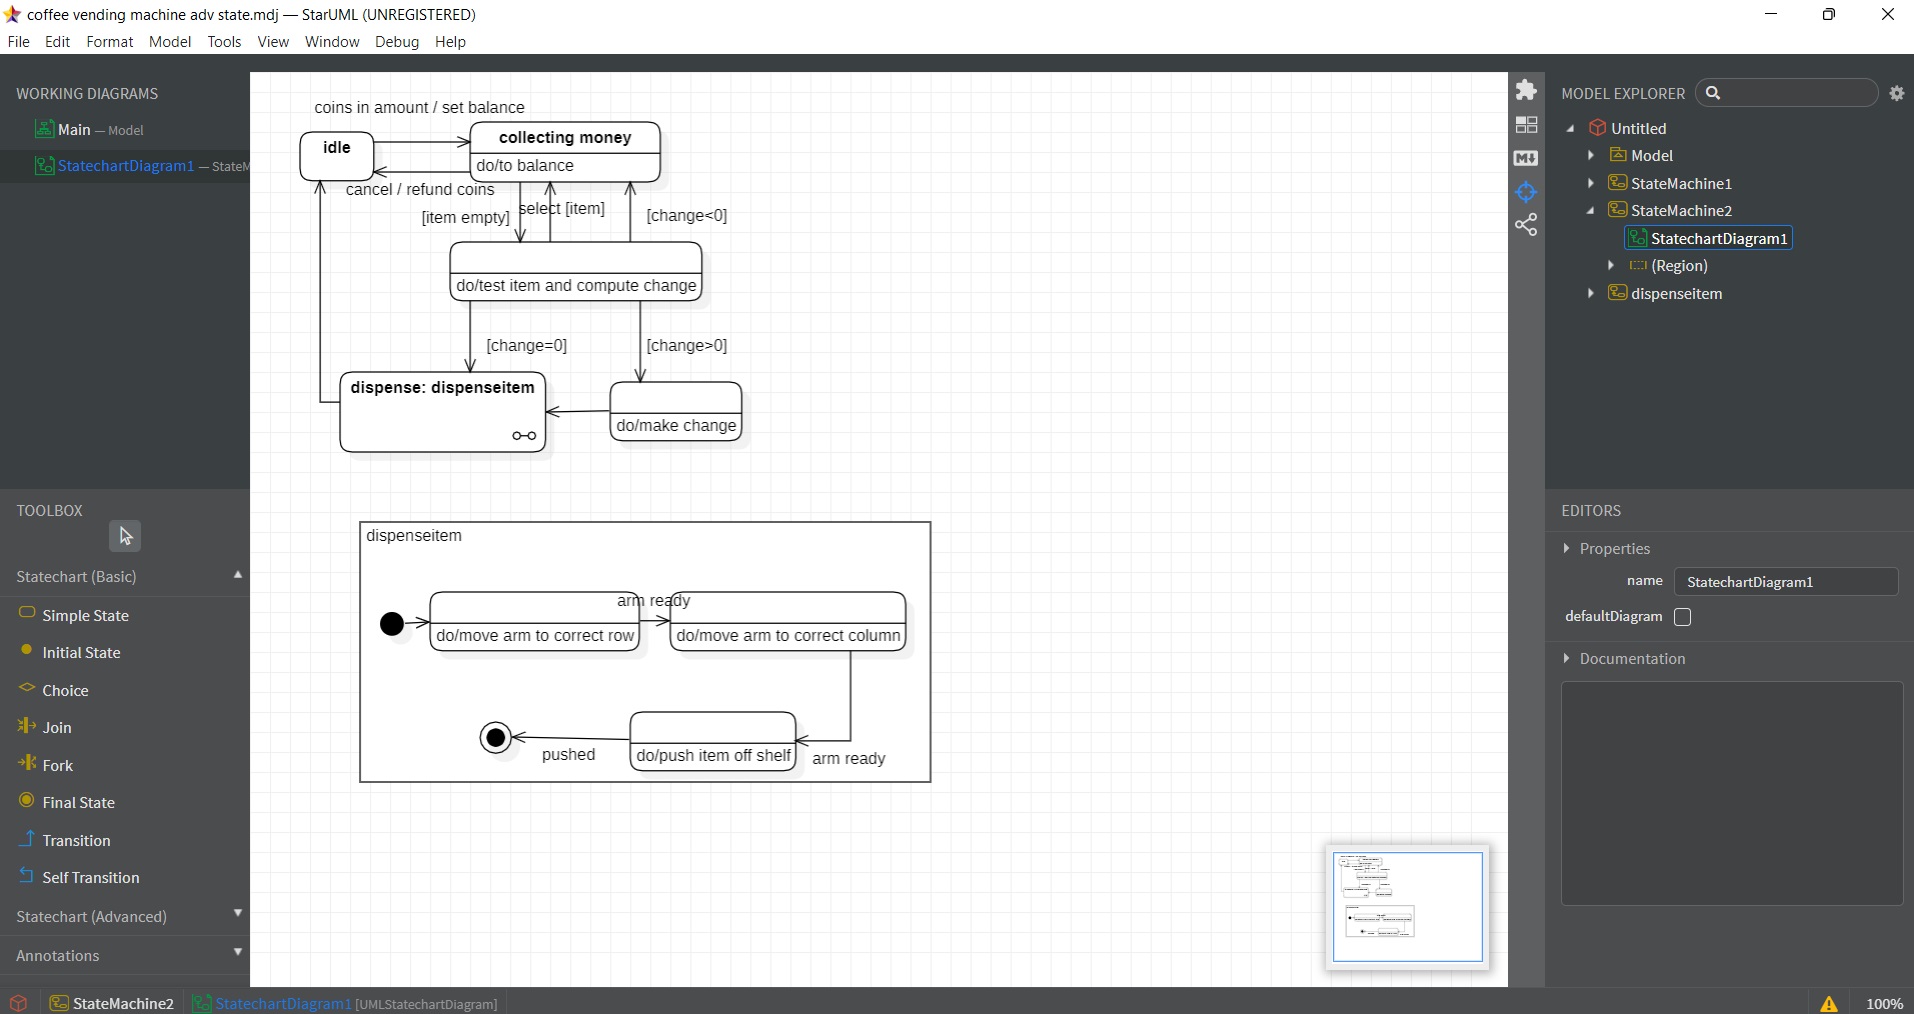 coffee vending machine adv state.mdj — StarUML (UNREGISTERED)
File Edit Format Model Tools View Window Debug Help
WORKING DIAGRAMS
Main — Model
StatechartDiagram1 — StateM
TOOLBOX
Statechart (Basic)
Simple State
Initial State
Choice
Join
Fork
Final State
Transition
Self Transition
Statechart (Advanced)
Annotations
coins in amount / set balance
idle
collecting money
do/to balance
cancel / refund coins
[item empty]
select [item]
[change<0]
do/test item and compute change
[change=0]
[change>0]
dispense: dispenseitem
do/make change
dispenseitem
arm ready
do/move arm to correct row
do/move arm to correct column
pushed
do/push item off shelf
arm ready
MODEL EXPLORER
Untitled
Model
StateMachine1
StateMachine2
StatechartDiagram1
(Region)
dispenseitem
EDITORS
Properties
name StatechartDiagram1
defaultDiagram
Documentation
StateMachine2 StatechartDiagram1 [UMLStatechartDiagram]
100%